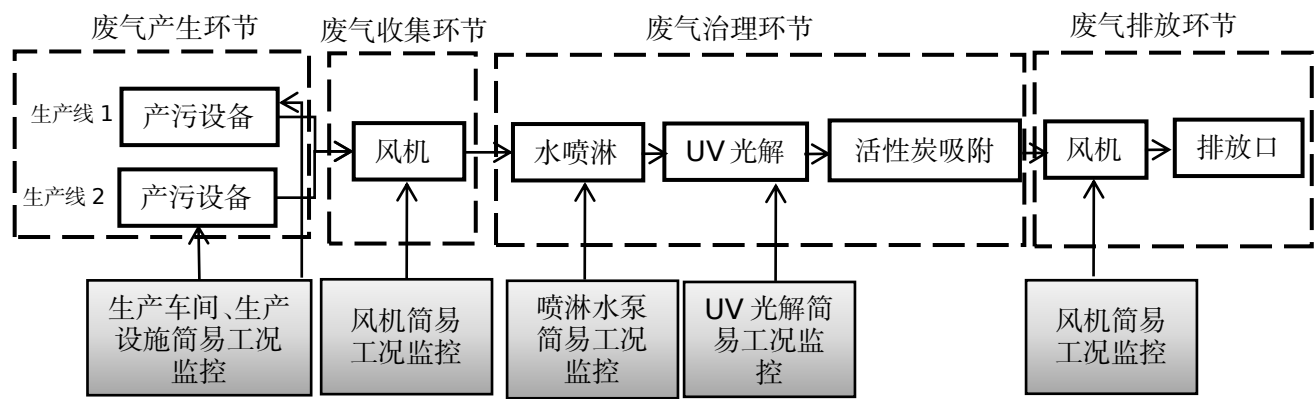 废气产生环节
废气收集环节
废气治理环节
废气排放环节
生产线 1
产污设备
生产线 2
产污设备
风机
水喷淋
UV 光解
活性炭吸附
风机
排放口
生产车间、生产
设施简易工况
监控
风机简易
工况监控
喷淋水泵
简易工况
监控
UV 光解简
易工况监
控
风机简易
工况监控